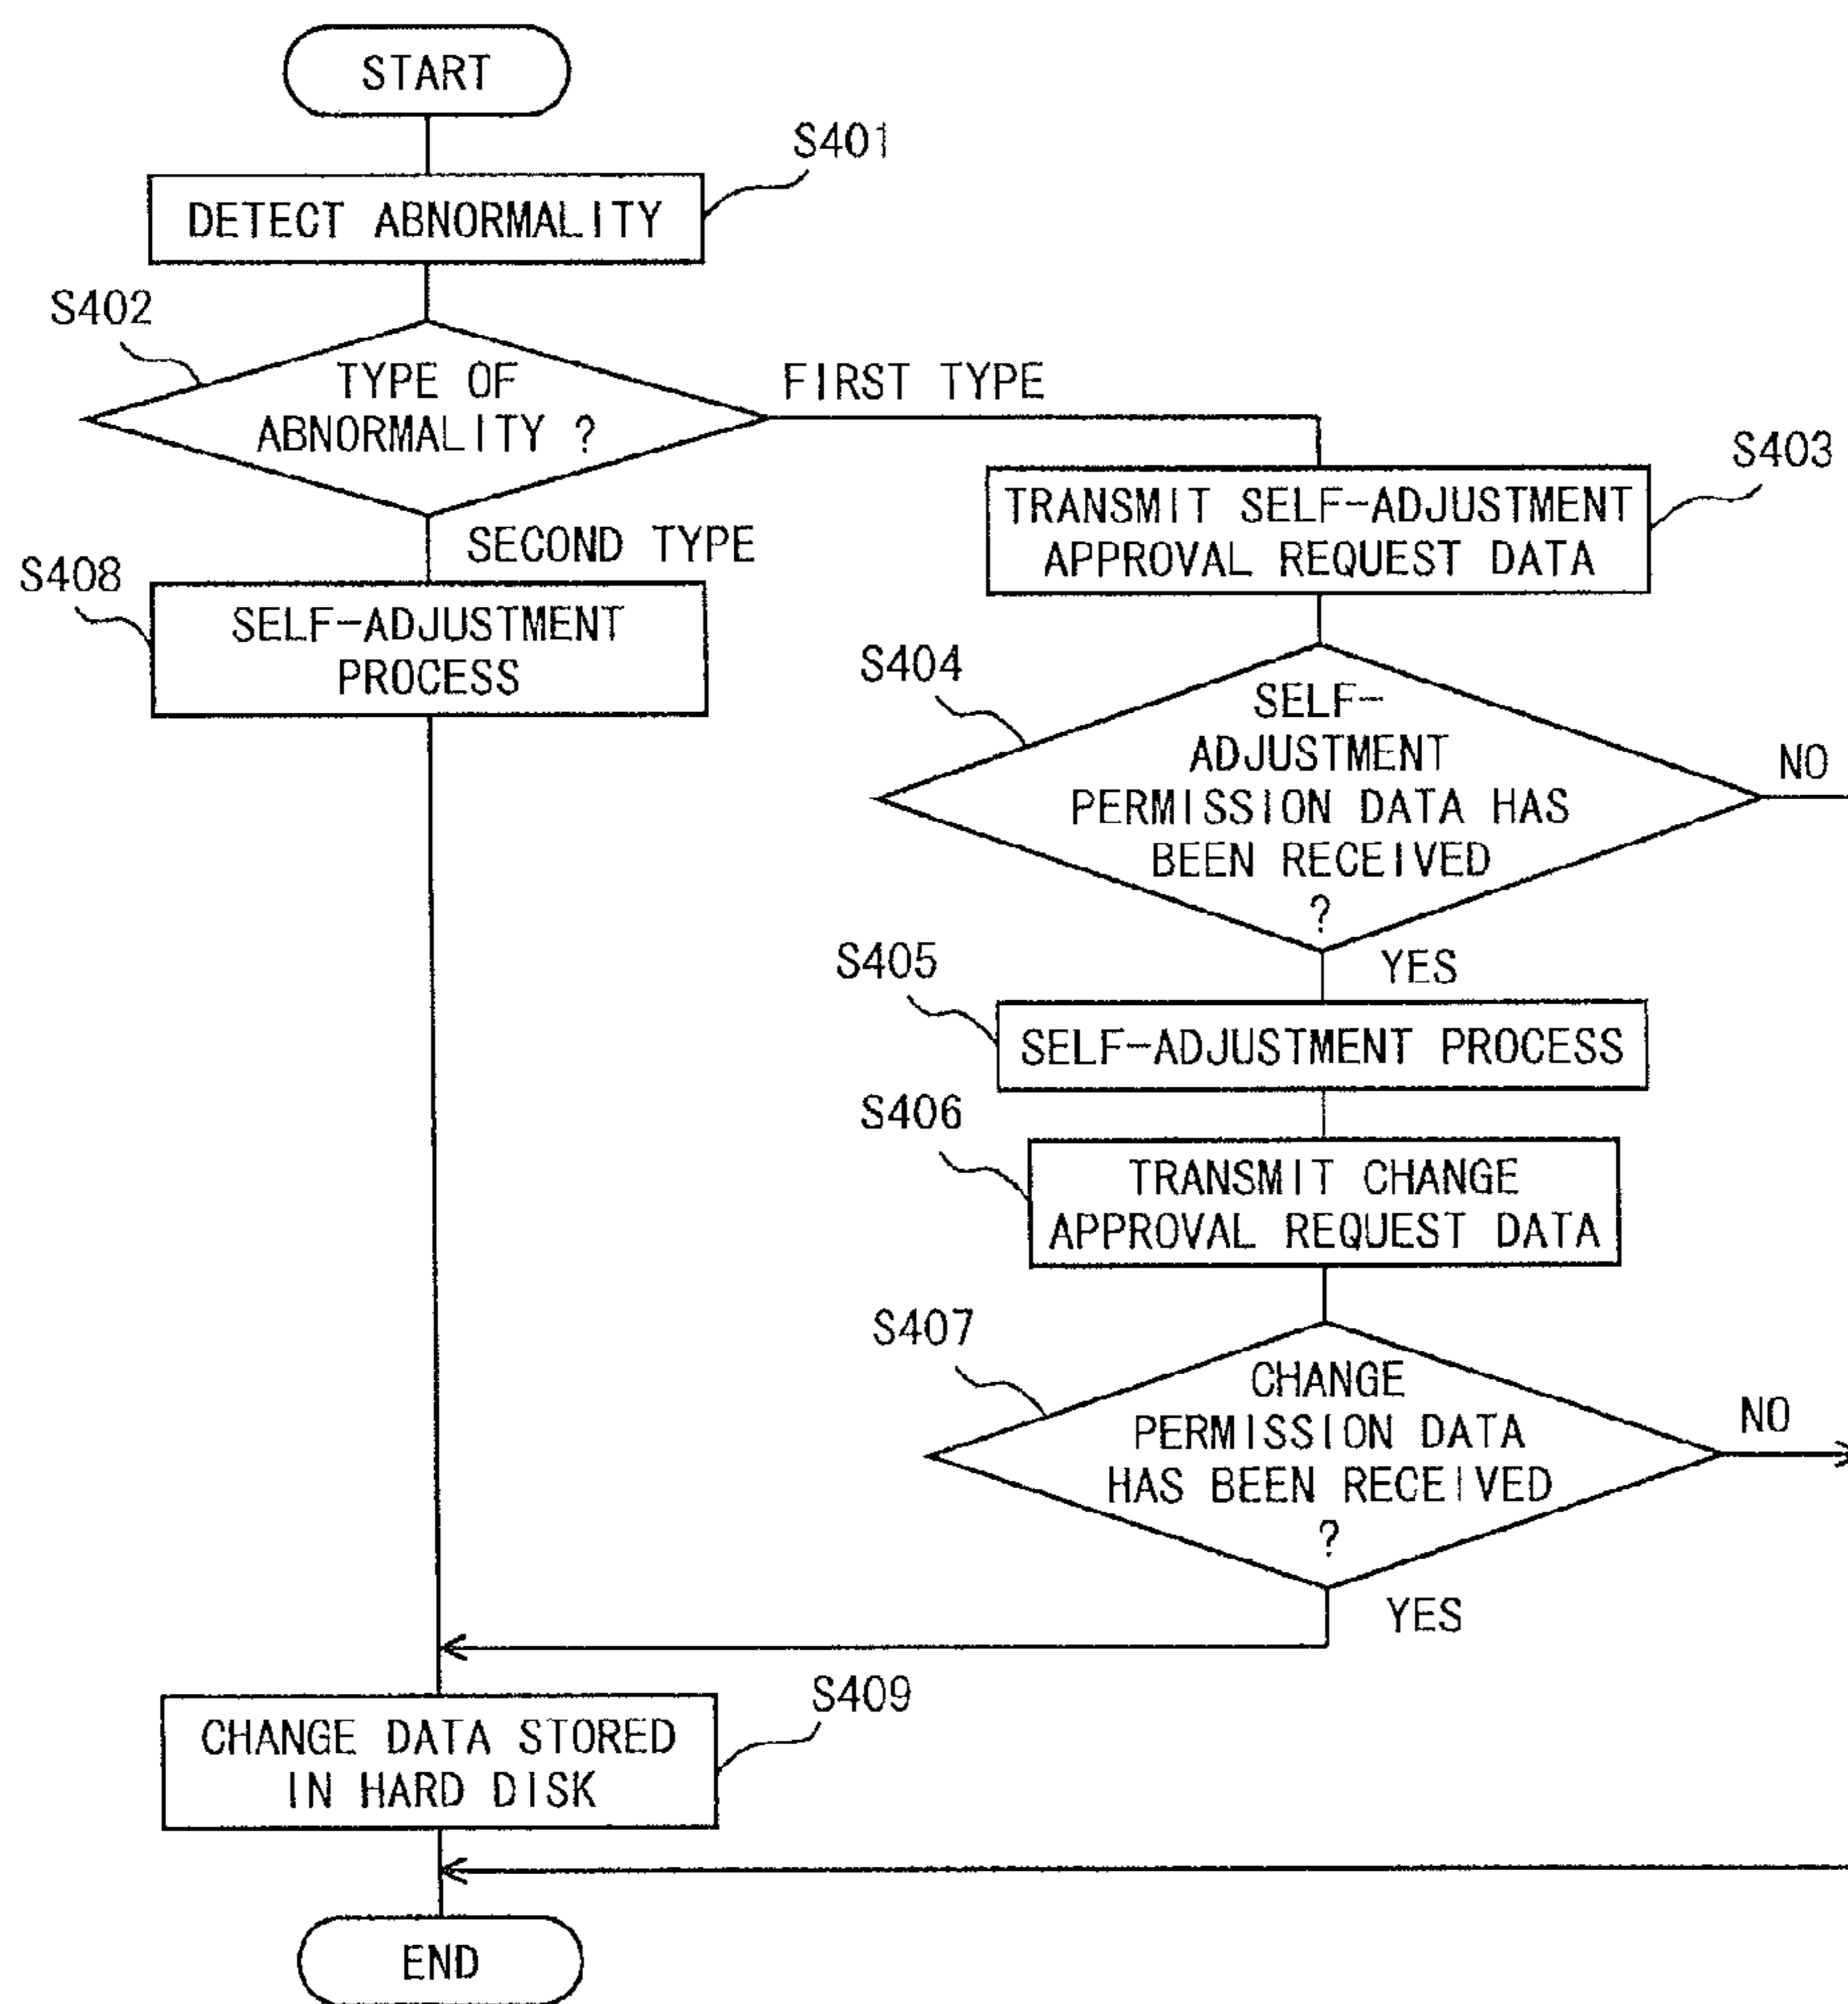 START
S401
DETECT ABNORMALITY
S402
TYPE OF
ABNORMALITY ?
FIRST TYPE
SECOND TYPE
S403
TRANSMIT SELF-ADJUSTMENT
APPROVAL REQUEST DATA
S408
SELF-ADJUSTMENT
PROCESS
S404
SELF-
ADJUSTMENT
PERMISSION DATA HAS
BEEN RECEIVED
?
NO
YES
S405
SELF-ADJUSTMENT PROCESS
S406
TRANSMIT CHANGE
APPROVAL REQUEST DATA
S407
CHANGE
PERMISSION DATA
HAS BEEN RECEIVED
?
NO
YES
S409
CHANGE DATA STORED
IN HARD DISK
END